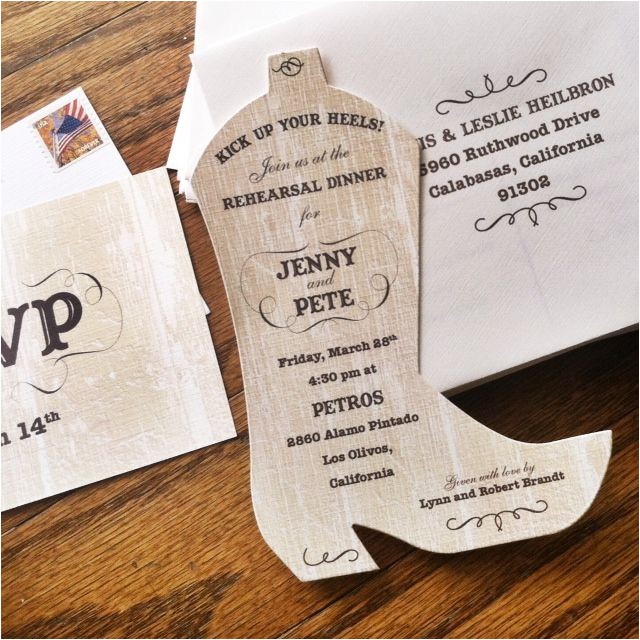 KICK UP YOUR HEELS!
Join us at the
REHEARSAL DINNER
for
JENNY
and
PETE
Friday, March 28th
4:30 pm at
PETROS
2860 Alamo Pintado
Los Olivos,
California
Given with love by
Lynn and Robert Brandt
& LESLIE HEILBRON
Ruthwood Drive
Calabasas, California
91302
VP
14th
USA
FOREVER